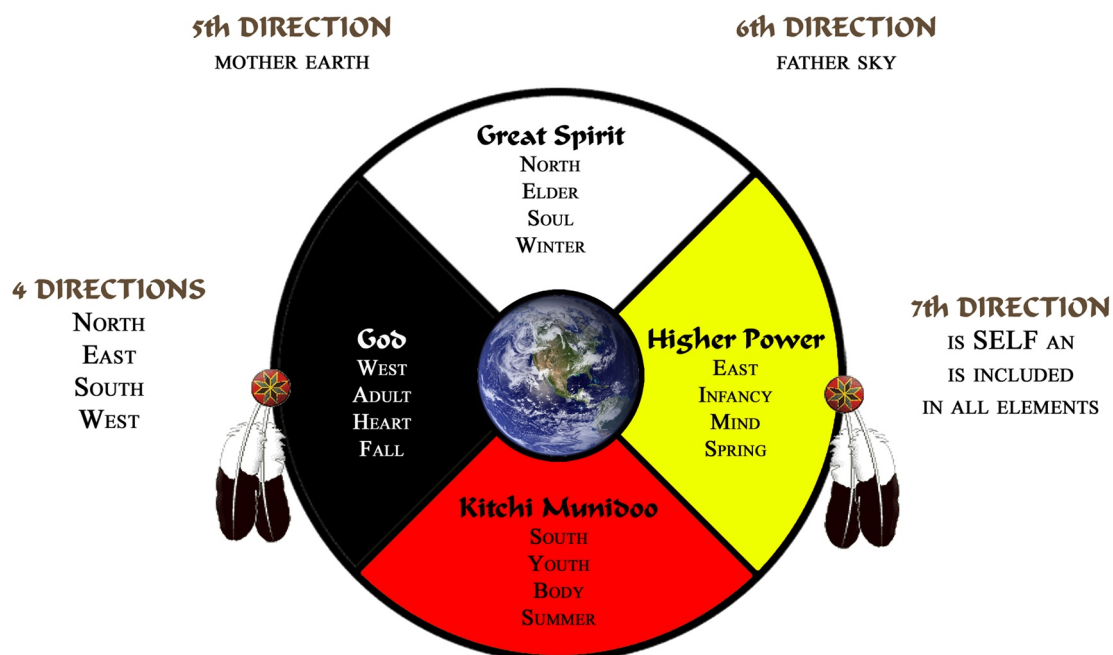 5th DIRECTION
MOTHER EARTH
6th DIRECTION
FATHER SKY
Great Spirit
NORTH
ELDER
SOUL
WINTER
4 DIRECTIONS
NORTH
EAST
SOUTH
WEST
God
WEST
ADULT
HEART
FALL
Higher Power
EAST
INFANCY
MIND
SPRING
7th DIRECTION
IS SELF AN
IS INCLUDED
IN ALL ELEMENTS
Kitchi Munidoo
SOUTH
YOUTH
BODY
SUMMER